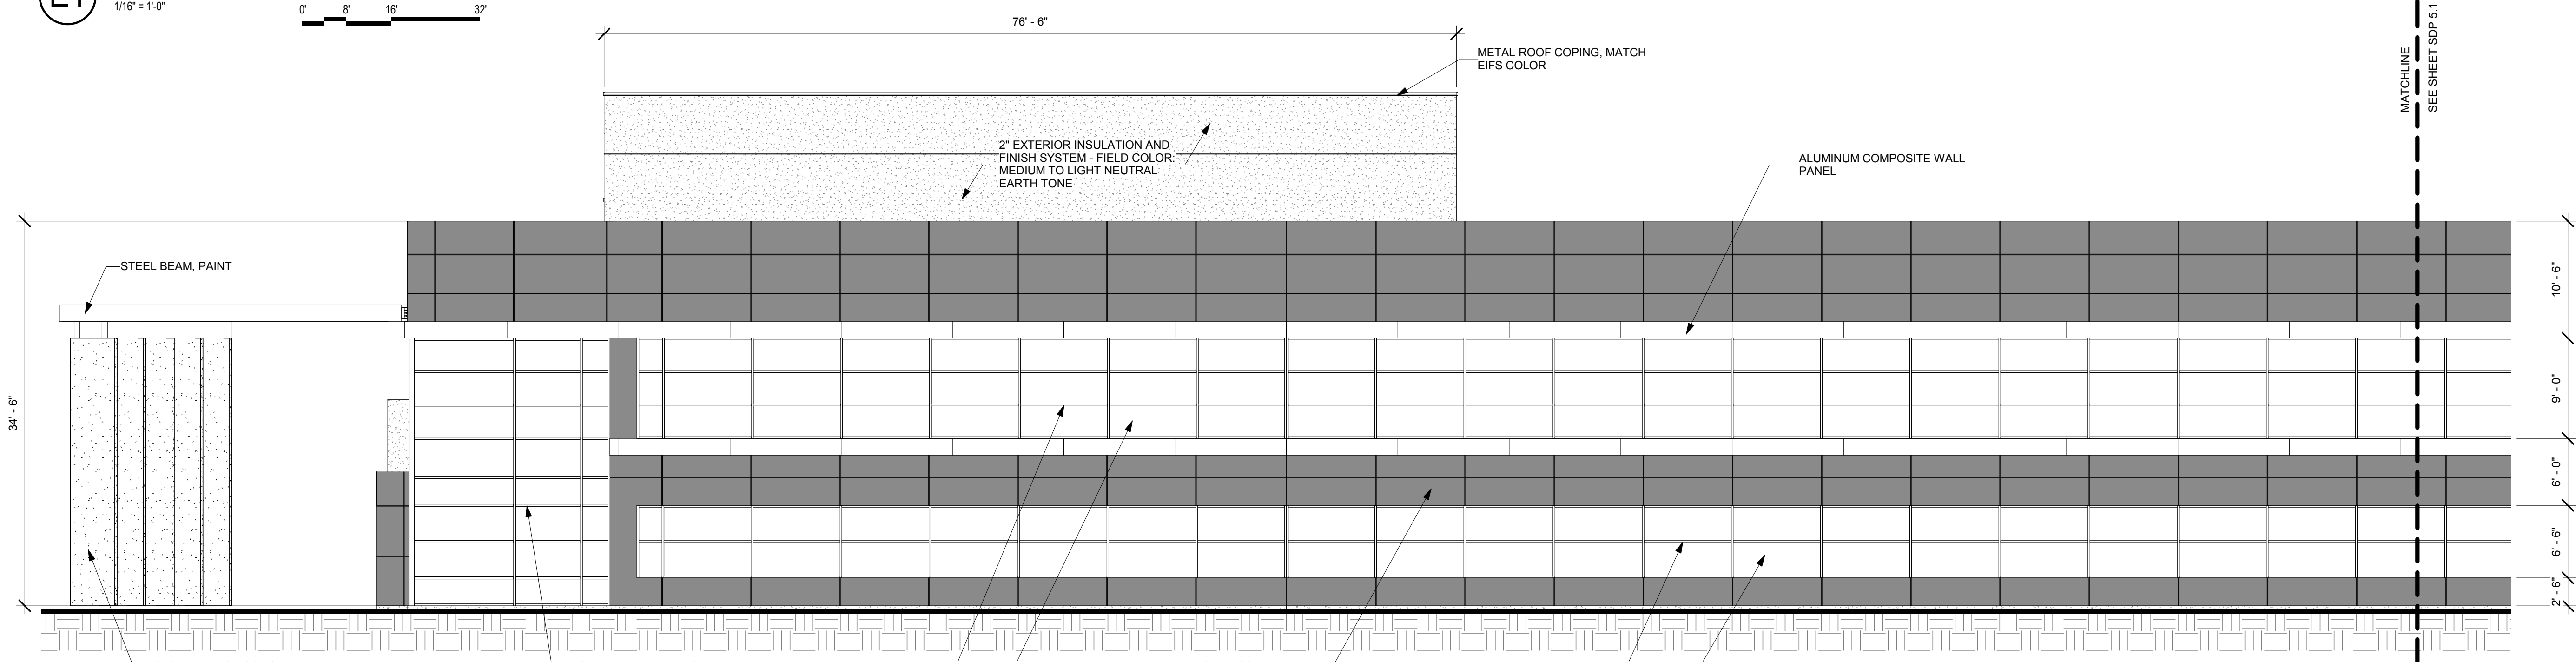 1/16" = 1'-0"
0' 8' 16' 32'
76' - 6"
METAL ROOF COPING, MATCH
EIFS COLOR
MATCHLINE
SEE SHEET SDP 5.1
2" EXTERIOR INSULATION AND
FINISH SYSTEM - FIELD COLOR:
MEDIUM TO LIGHT NEUTRAL
EARTH TONE
ALUMINUM COMPOSITE WALL
PANEL
STEEL BEAM, PAINT
34' - 6"
10' - 6"
9' - 0"
6' - 0"
6' - 6"
2' - 6"